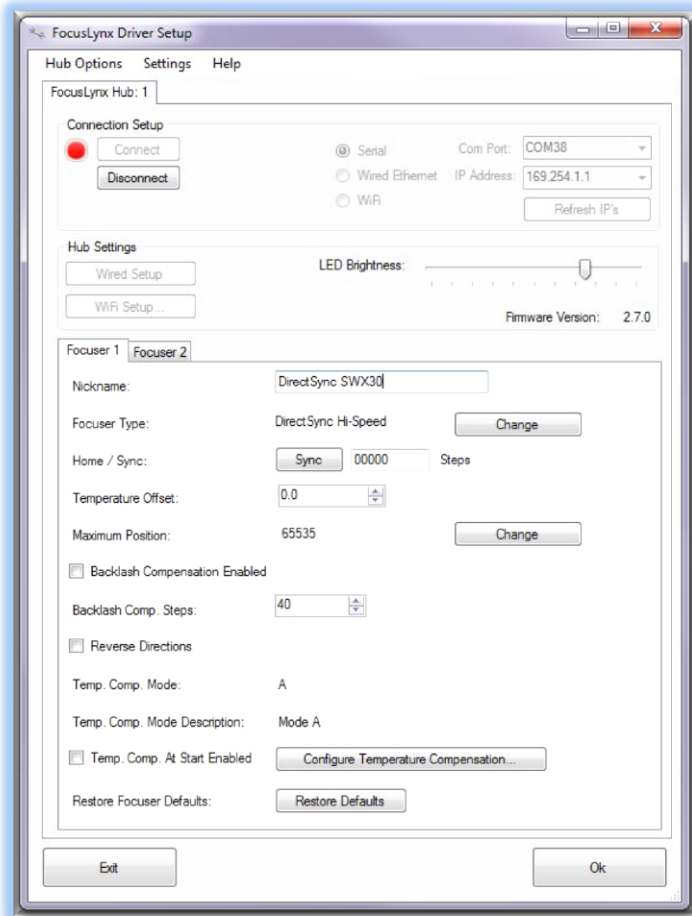 FocusLynx Driver Setup
Hub Options Settings Help
FocusLynx Hub: 1
Connection Setup
Connect Serial Com Port: COM38
Disconnect Wired Ethernet IP Address: 169.254.1.1
WiFi Refresh IP's
Hub Settings
Wired Setup LED Brightness:
WiFi Setup...
Firmware Version: 2.7.0
Focuser 1 Focuser 2
Nickname: DirectSync SWX30
Focuser Type: DirectSync Hi-Speed Change
Home / Sync: Sync 00000 Steps
Temperature Offset: 0.0
Maximum Position: 65535 Change
Backlash Compensation Enabled
Backlash Comp. Steps: 40
Reverse Directions
Temp. Comp. Mode: A
Temp. Comp. Mode Description: Mode A
Temp. Comp. At Start Enabled Configure Temperature Compensation...
Restore Focuser Defaults: Restore Defaults
Exit Ok